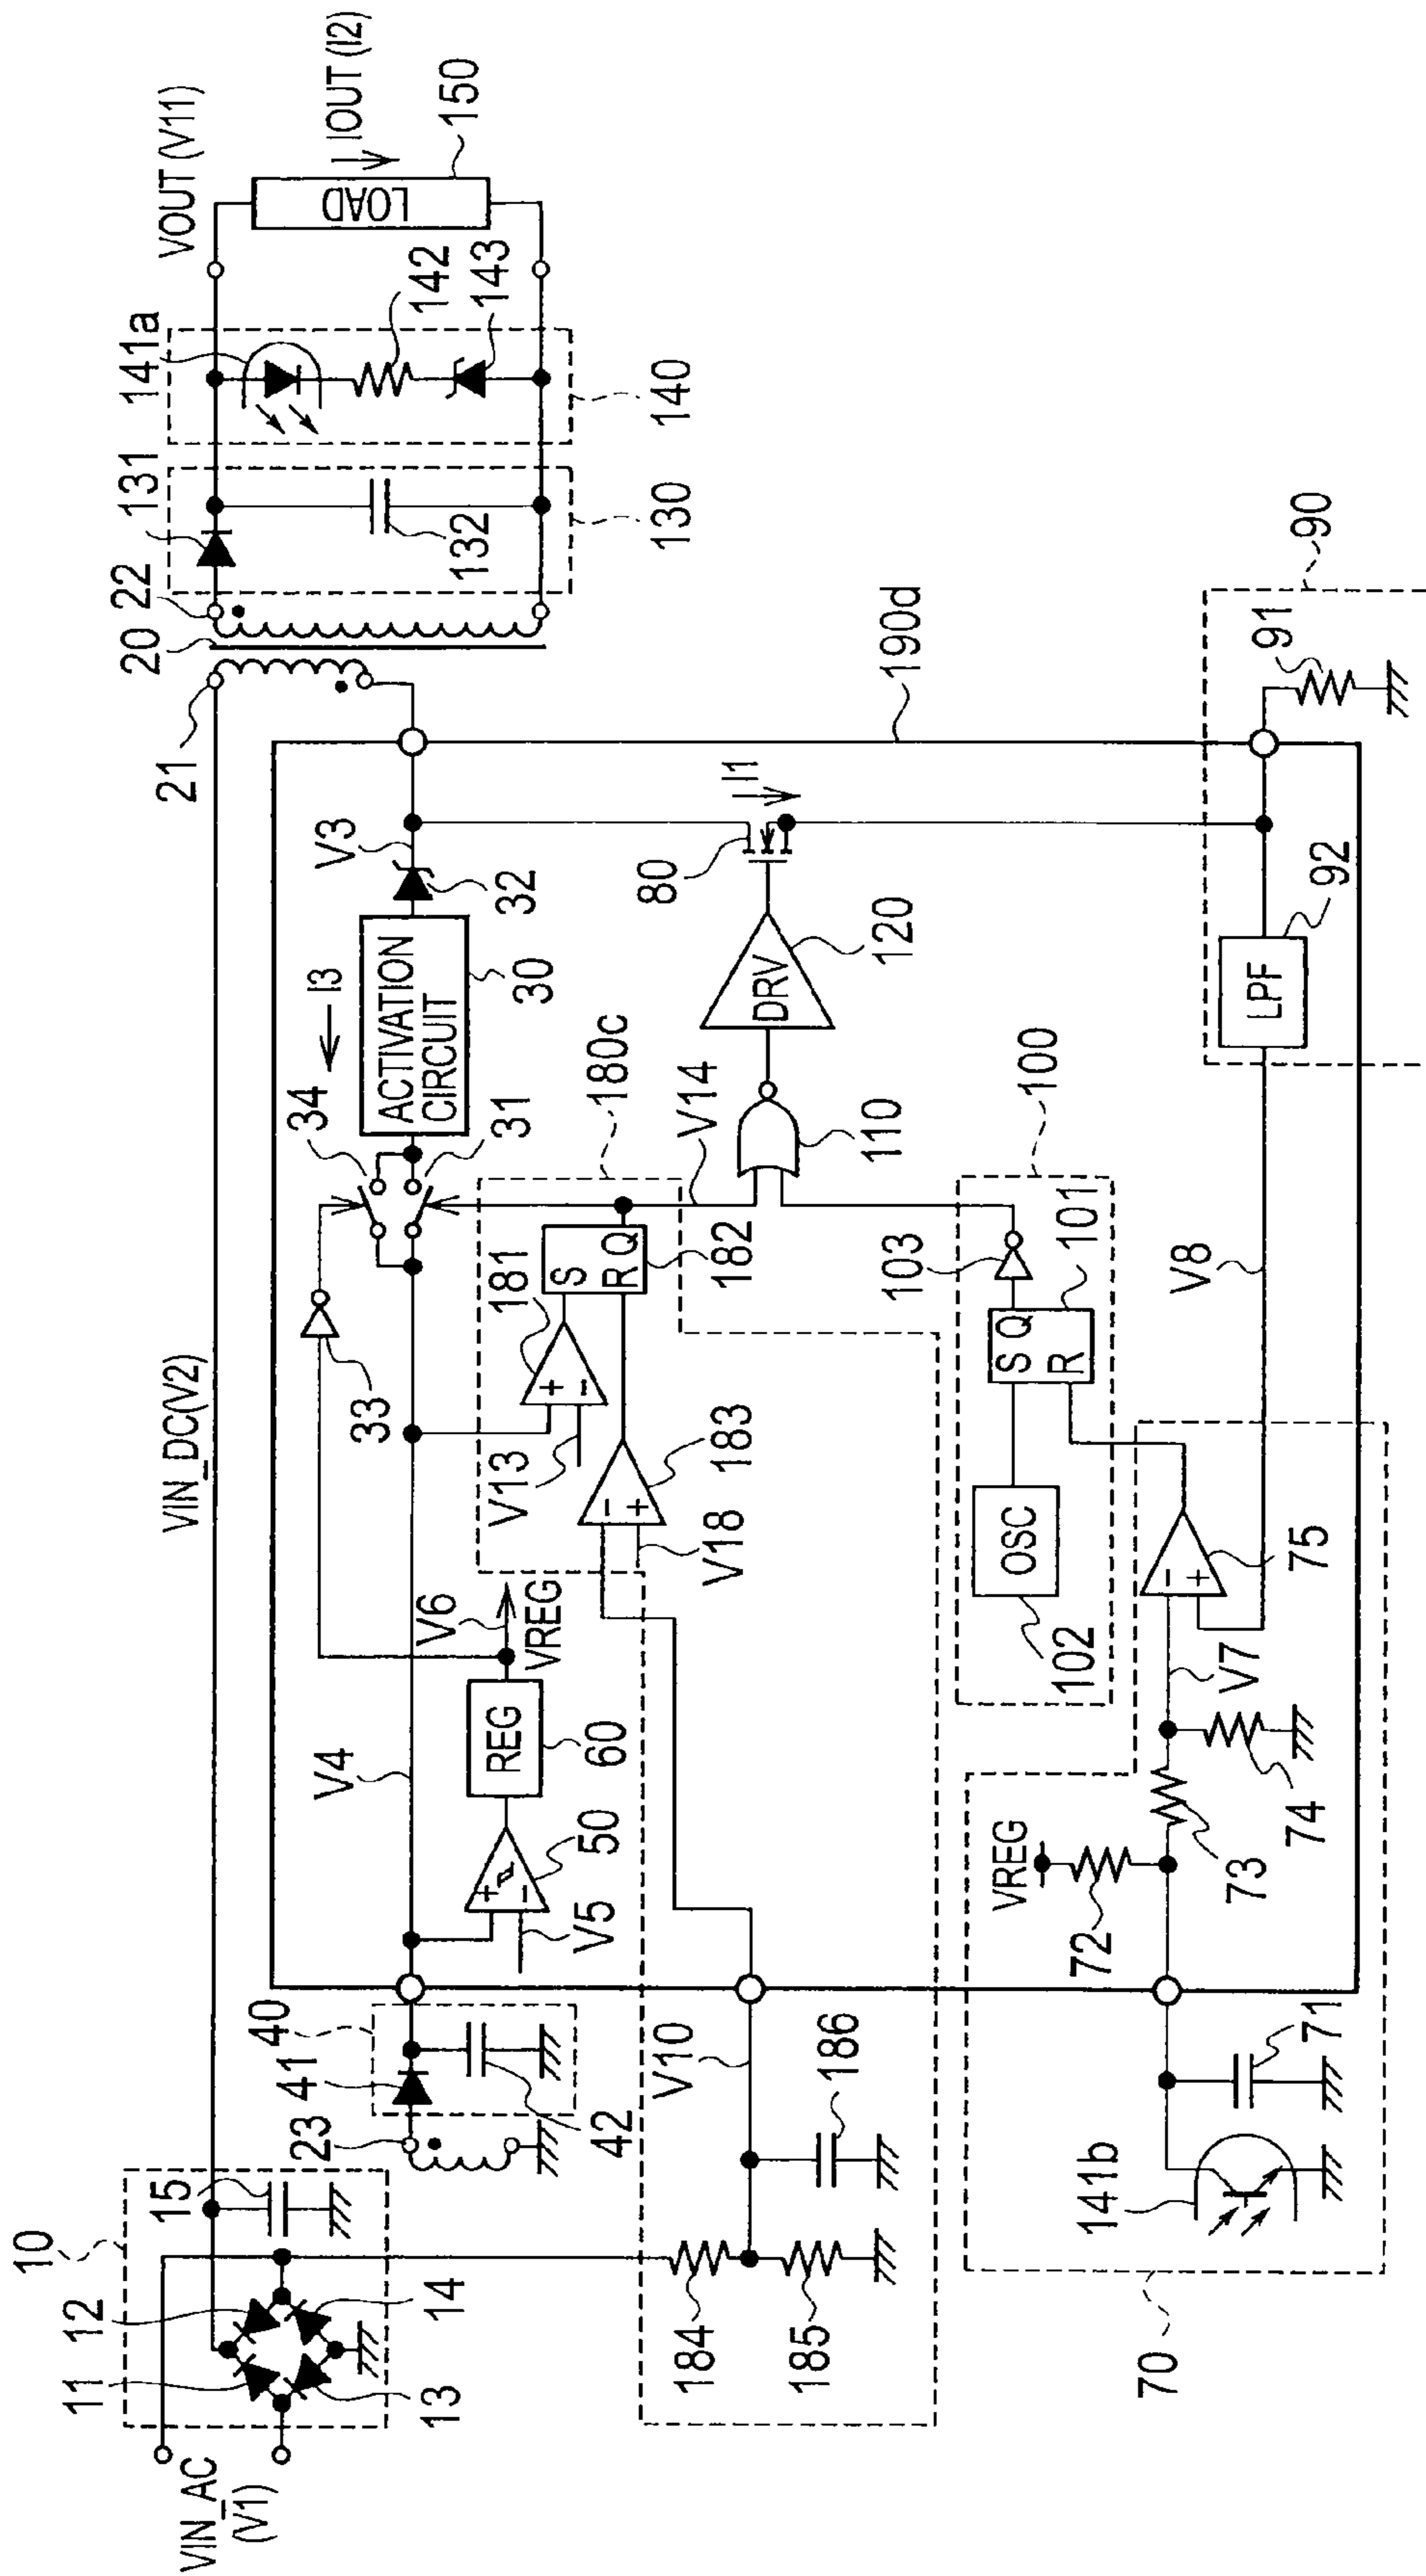 VIN_AC
(V1)
10
11
12
13
14
15
VIN_DC(V2)
21
20
22
131
132
130
141a
142
143
140
VOUT (V11)
IOUT (I2)
LOAD
150
23
41
40
42
V4
V5
50
REG
60
V6
VREG
33
34
31
I3
ACTIVATION
CIRCUIT
30
32
V3
190d
V13
181
S
R Q
182
V18
183
180c
V14
110
DRV
120
80
I1
184
185
V10
186
OSC
102
S Q
R
101
103
100
141b
71
70
VREG
72
73
74
V7
75
V8
LPF
92
91
90